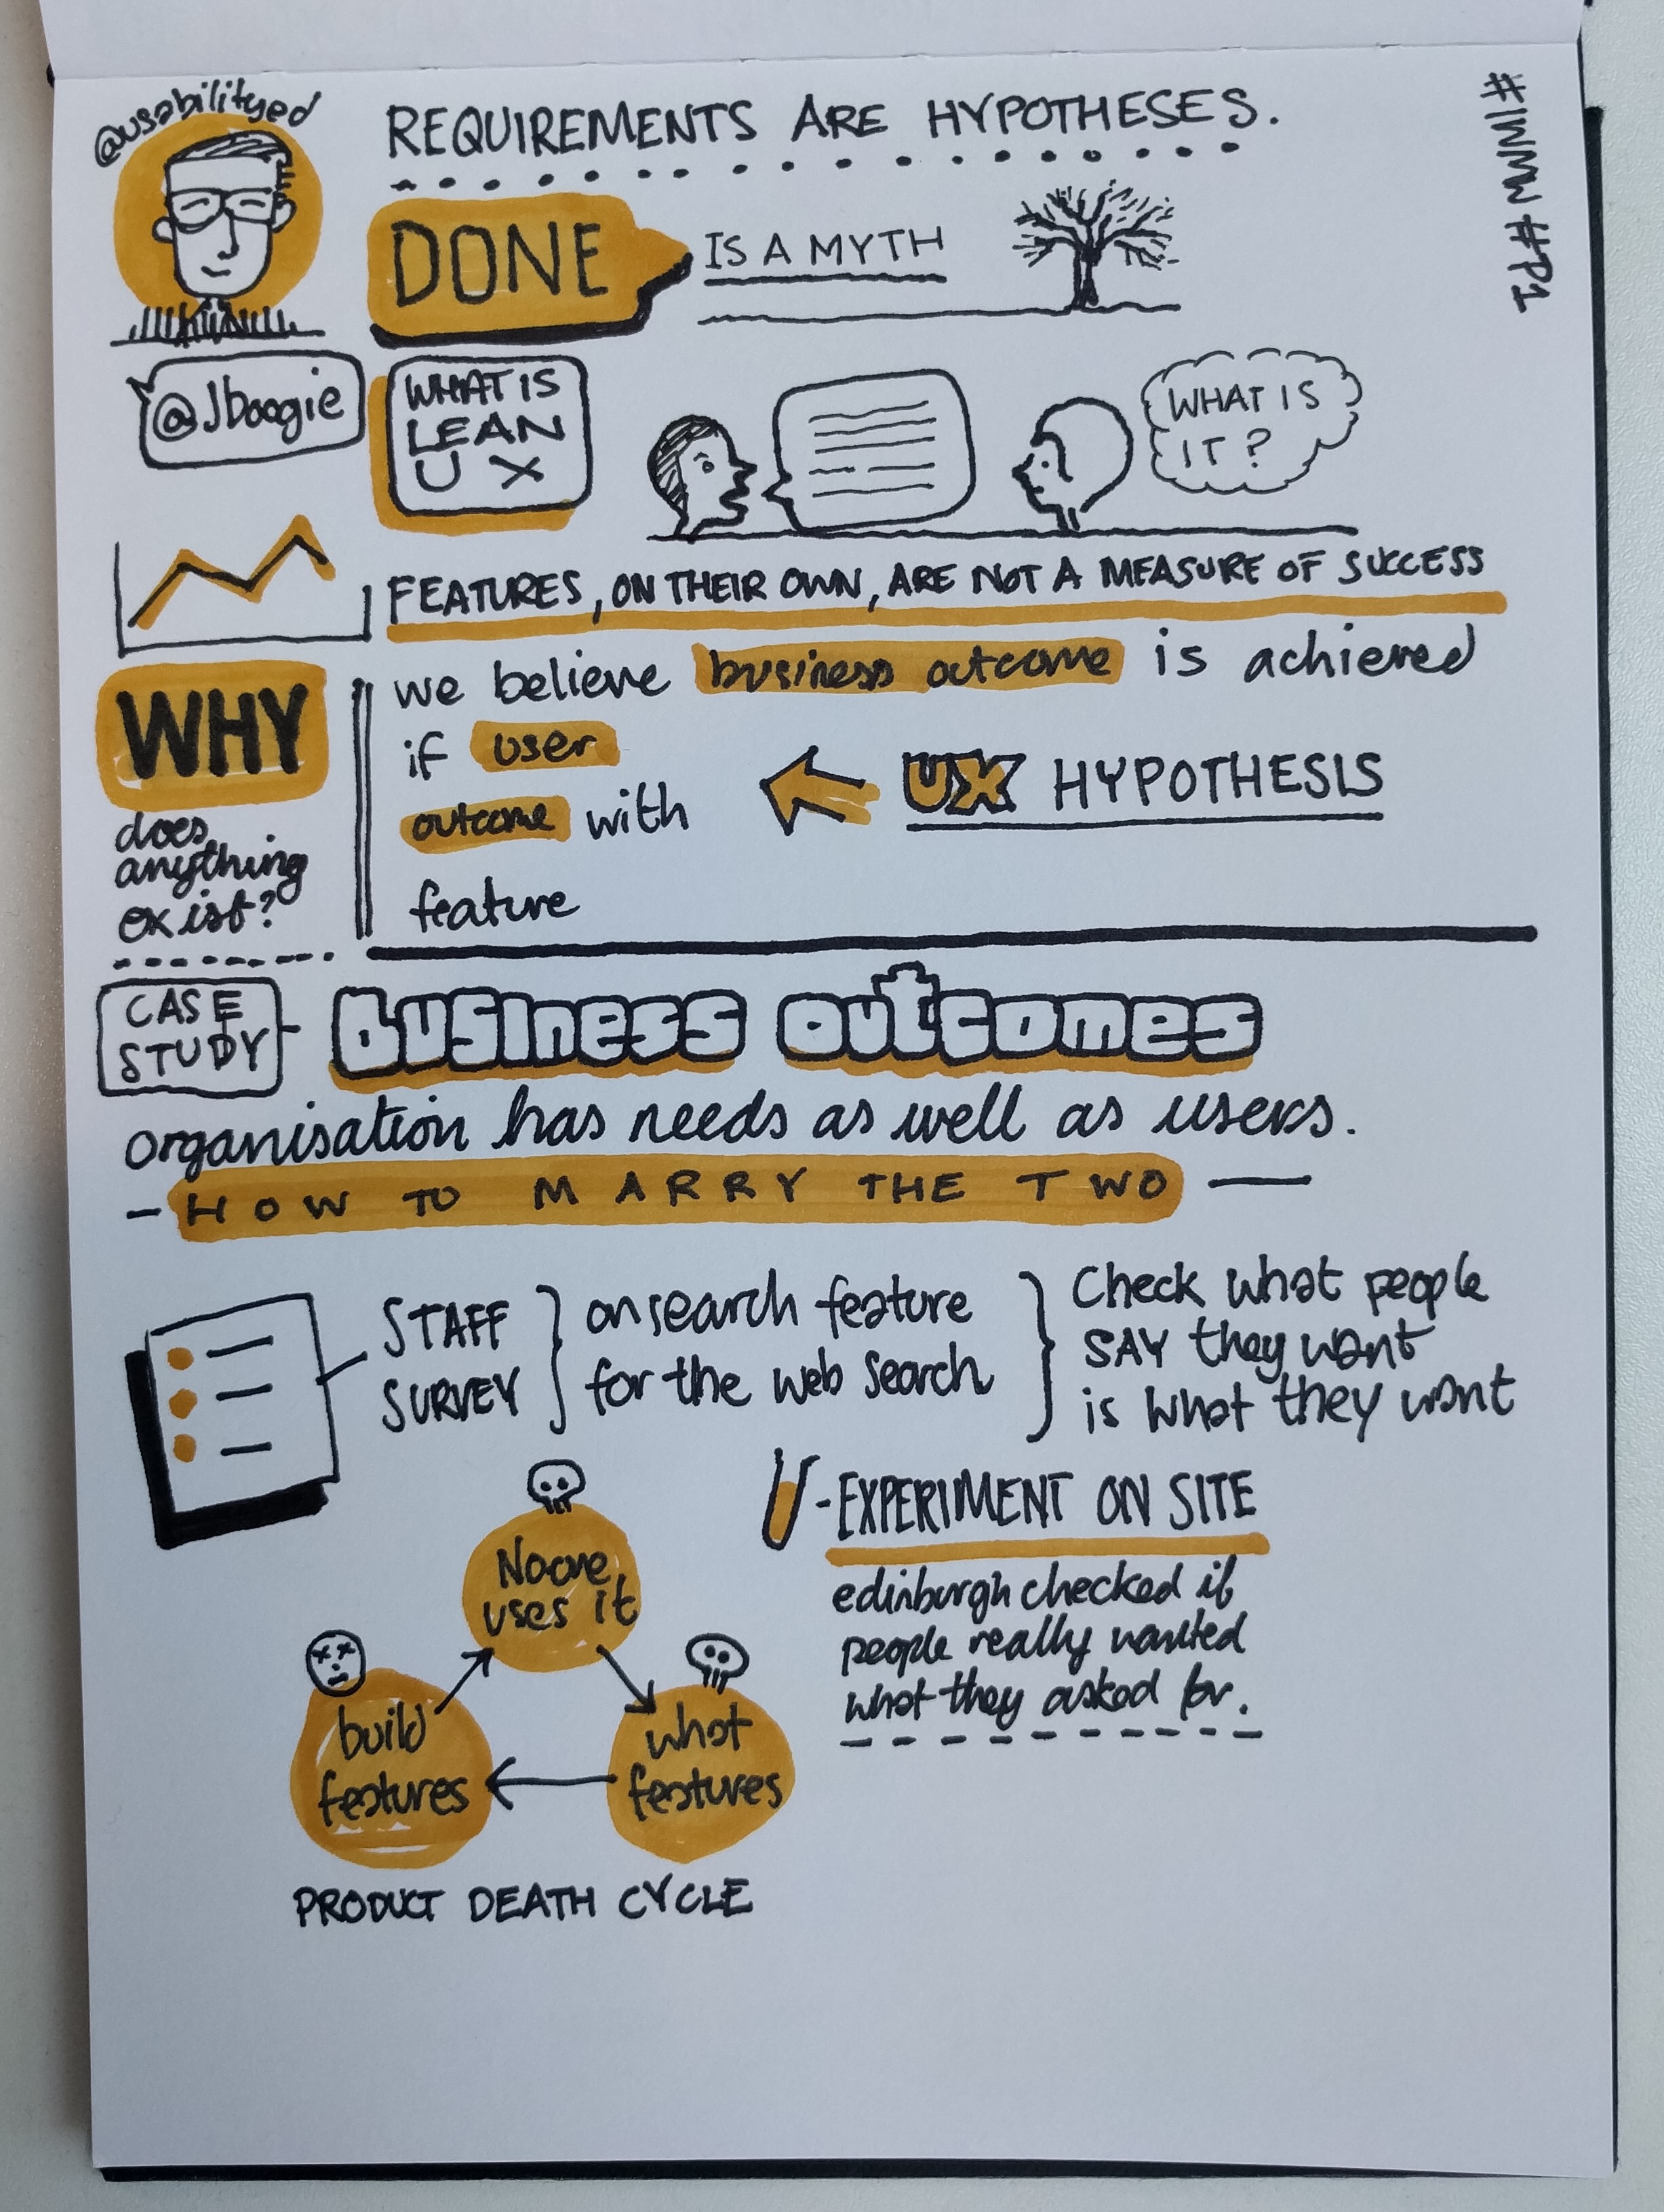 @usabilityed
REQUIREMENTS ARE HYPOTHESES.
#IWMW #P1
DONE IS A MYTH
@Jboogie
WHAT IS
LEAN
UX
WHAT IS
IT?
FEATURES, ON THEIR OWN, ARE NOT A MEASURE OF SUCCESS
WHY
does
anything
exist?
we believe business outcome is achieved
if user
outcome with
feature
UX HYPOTHESIS
CASE
STUDY
Business outcomes
organisation has needs as well as users.
- HOW TO MARRY THE TWO -
STAFF
SURVEY
on search feature
for the web search
Check what people
SAY they want
is what they want
- EXPERIMENT ON SITE
edinburgh checked if
people really wanted
what they asked for.
No one
uses it
build
features
what
features
PRODUCT DEATH CYCLE